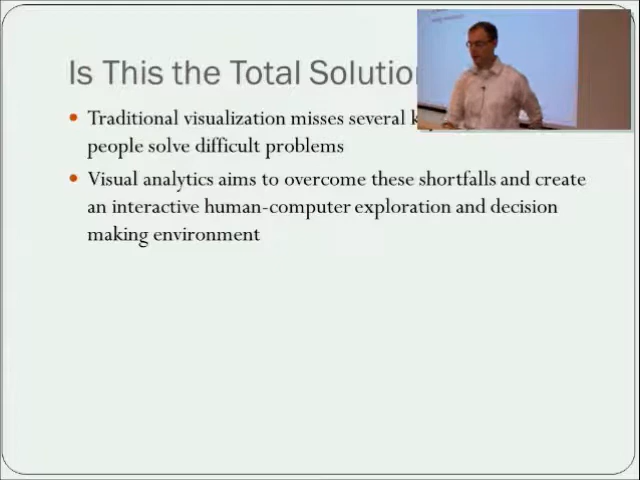 Is This the Total Solution
• Traditional visualization misses several
people solve difficult problems
• Visual analytics aims to overcome these shortfalls and create
an interactive human-computer exploration and decision
making environment